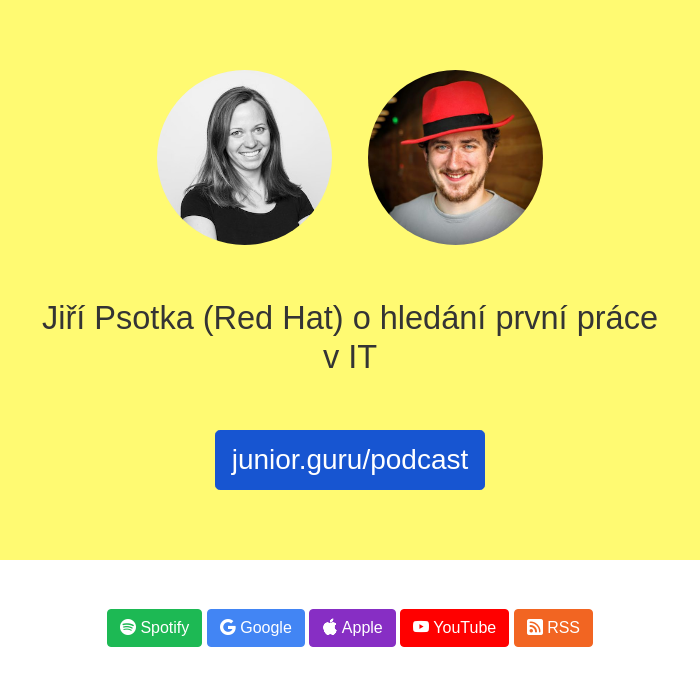 Jiří Psotka (Red Hat) o hledání první práce
v IT
junior.guru/podcast
Spotify Google Apple YouTube RSS